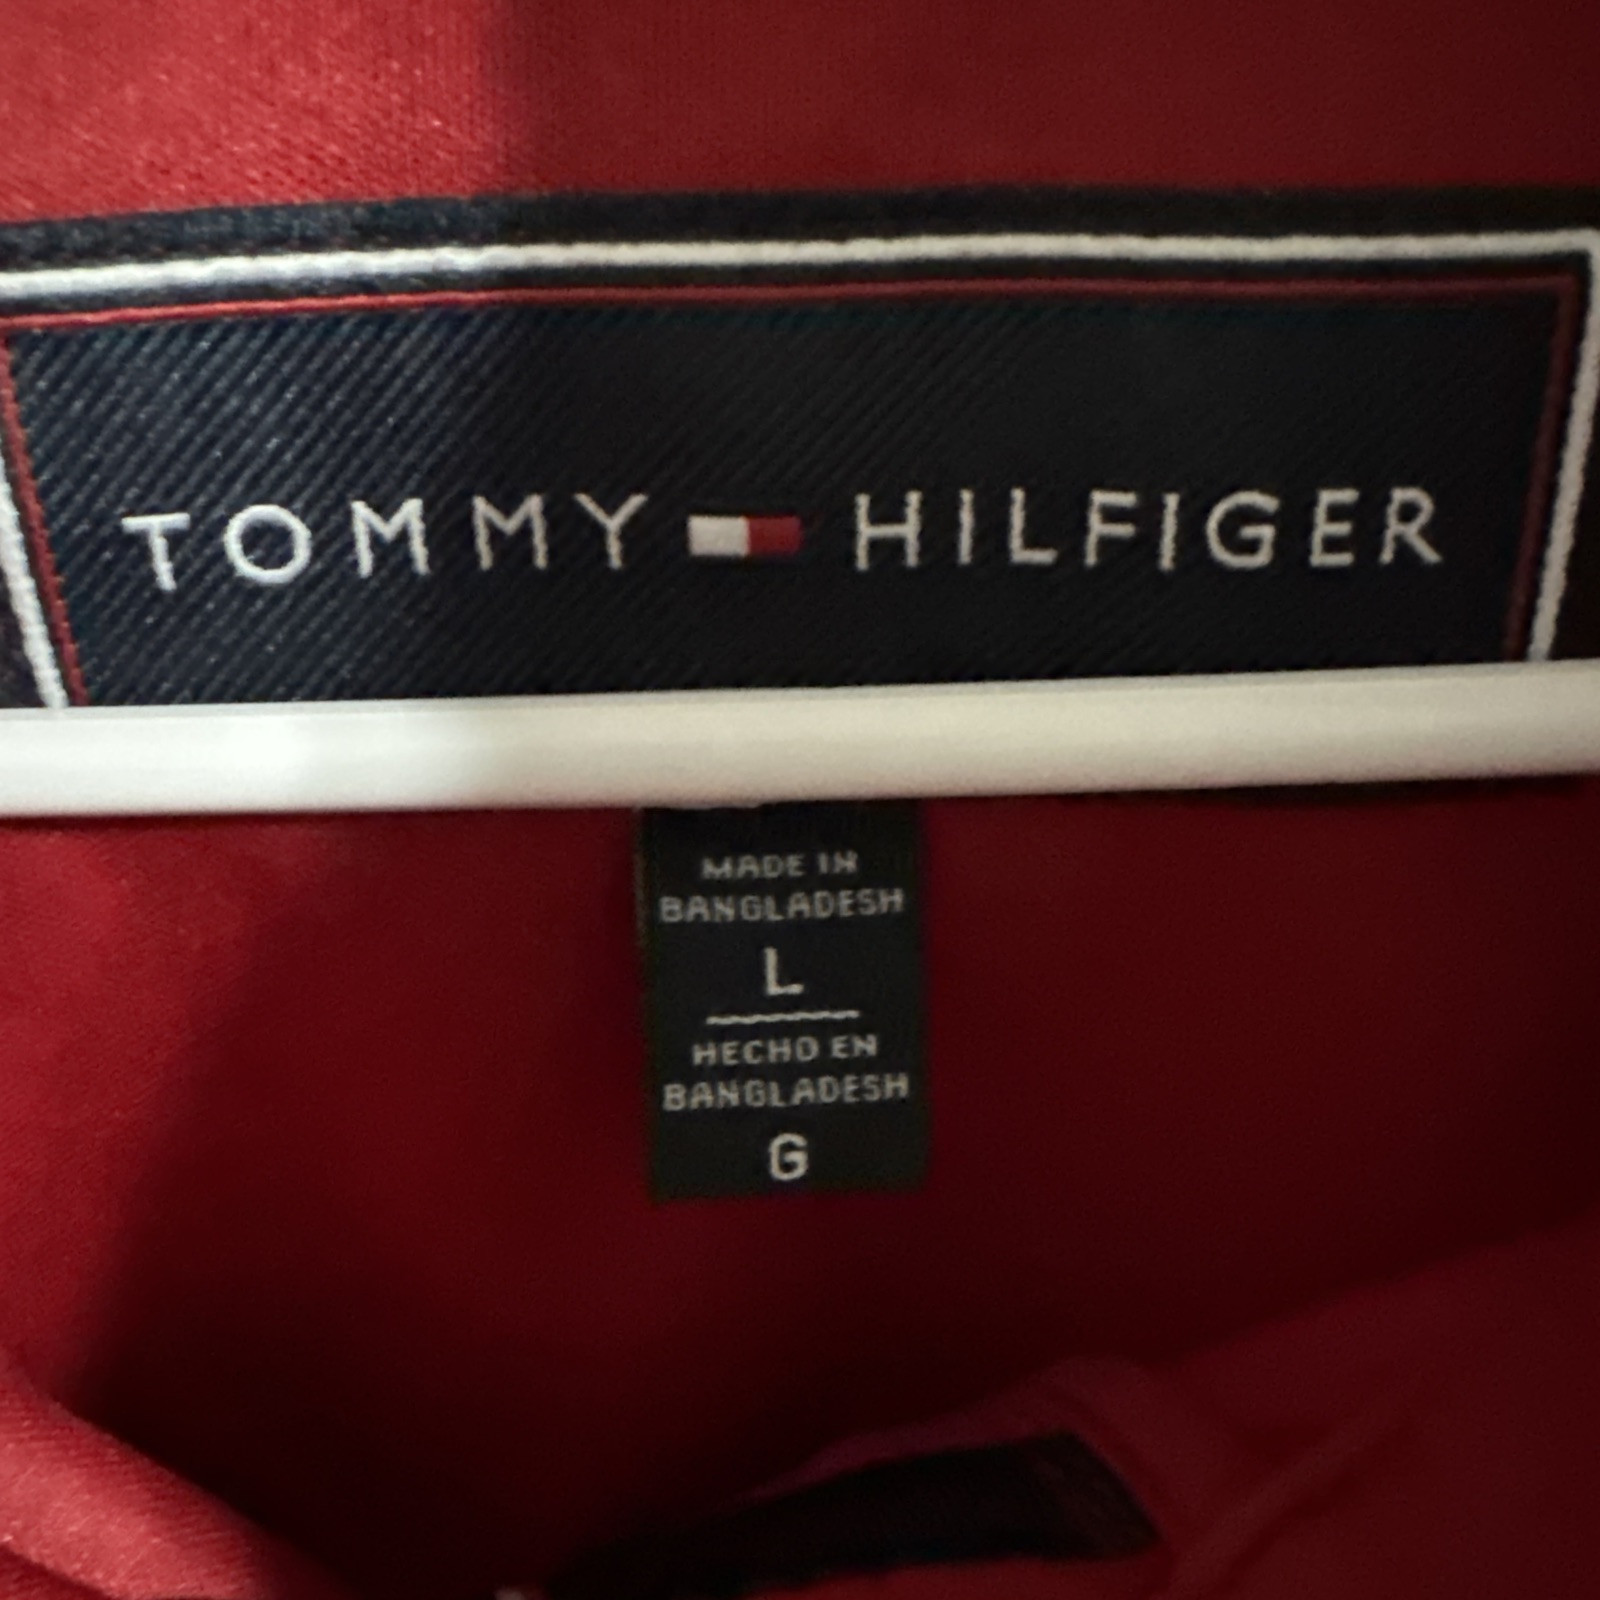 TOMMY HILFIGER
MADE IN
BANGLADESH
L
HECHO EN
BANGLADESH
G